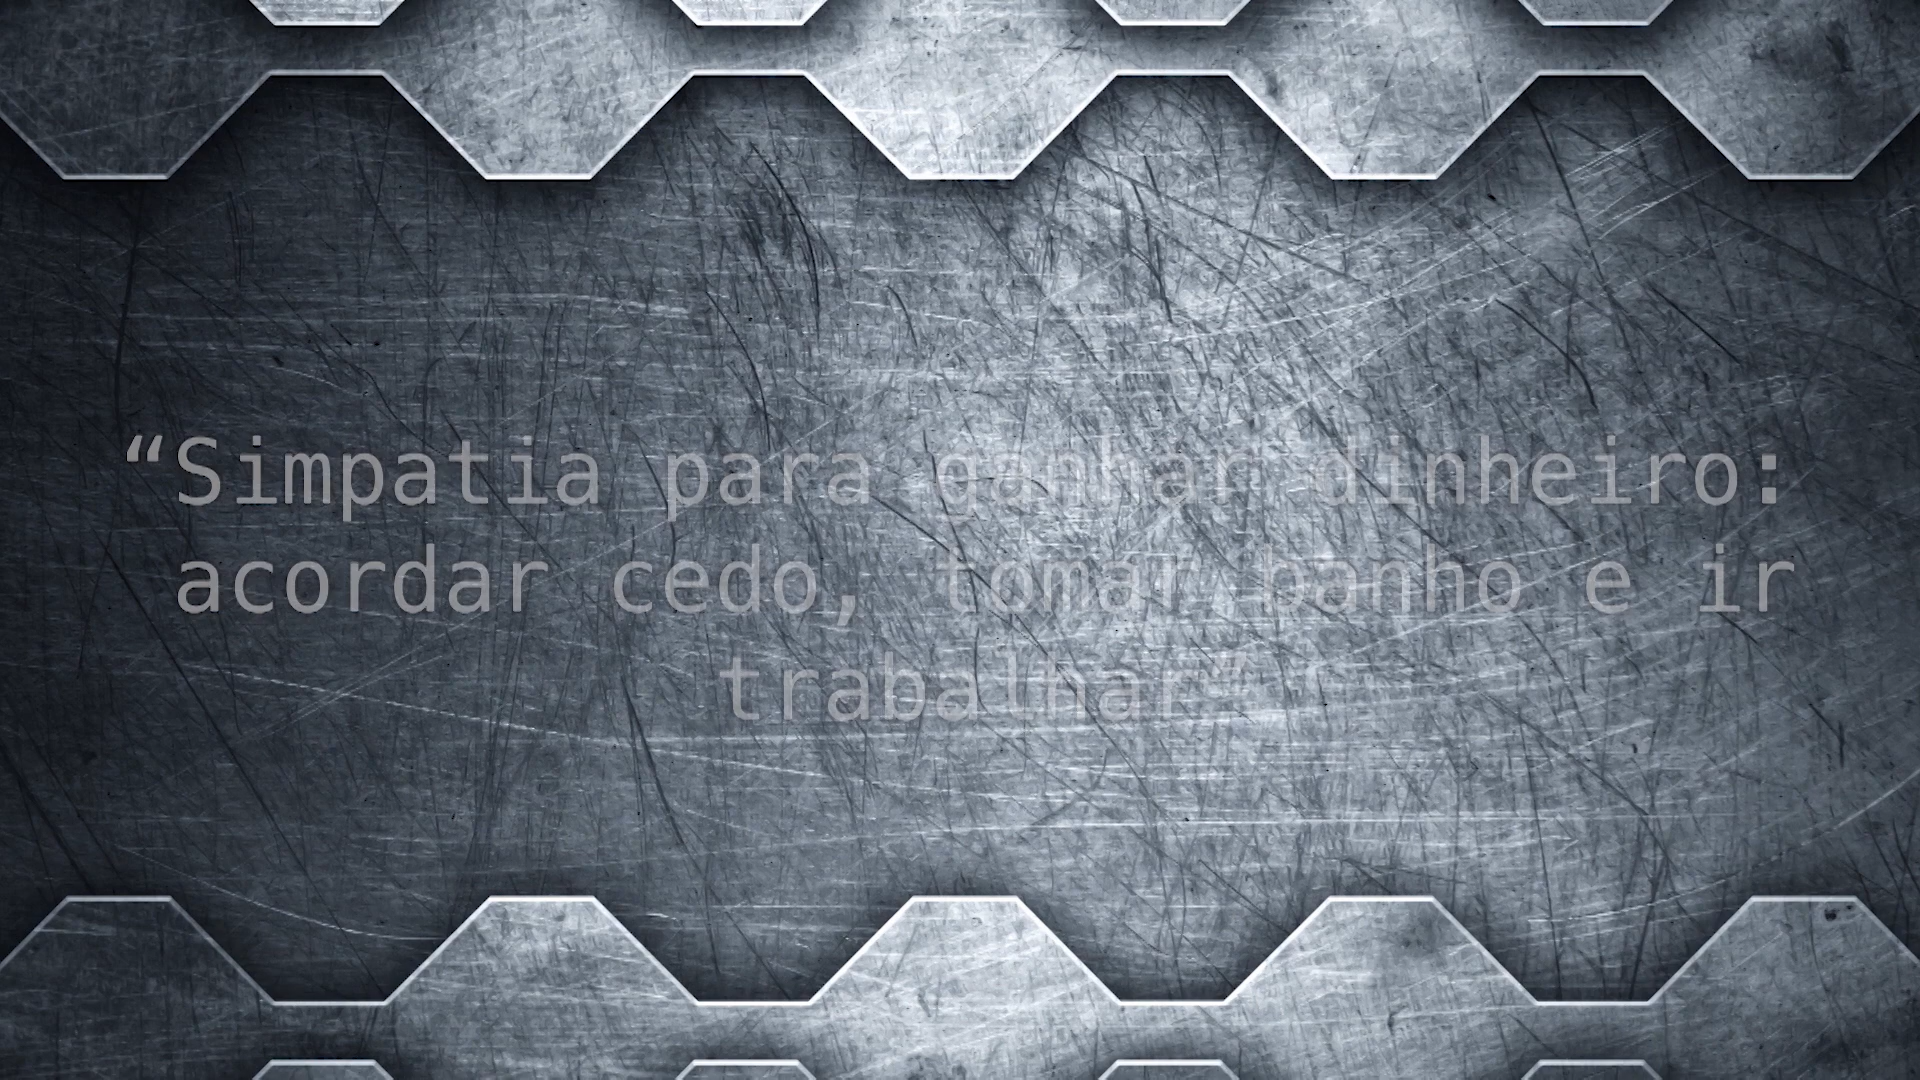 “Simpatia para ganhar dinheiro:
acordar cedo, tomar banho e ir
trabalhar”